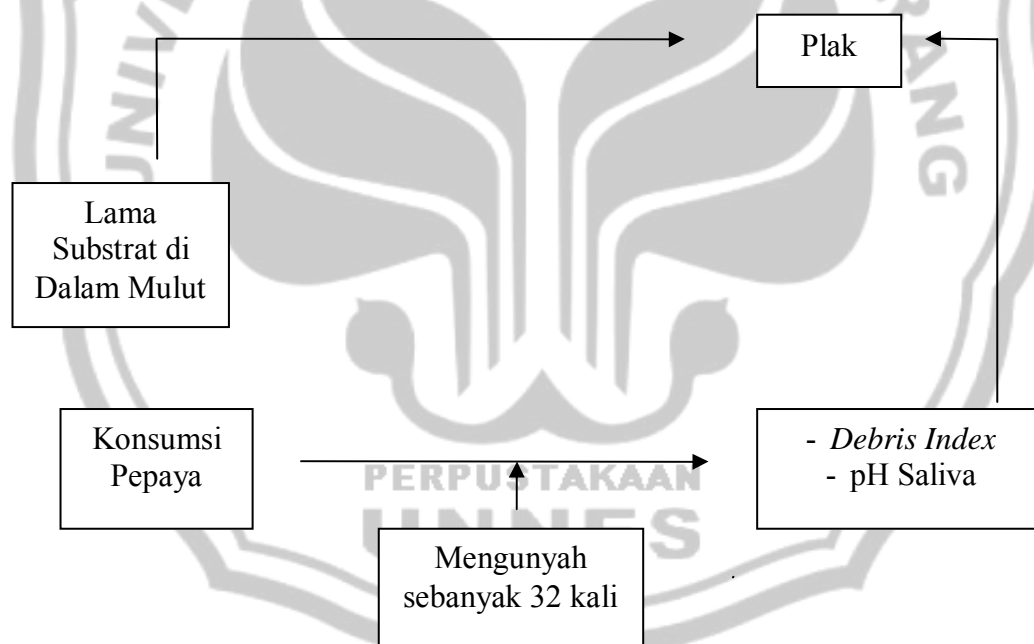 Plak
Lama
Substrat di
Dalam Mulut
Konsumsi
Pepaya
- Debris Index
- pH Saliva
PERPUSTAKAAN
UNNES
Mengunyah
sebanyak 32 kali